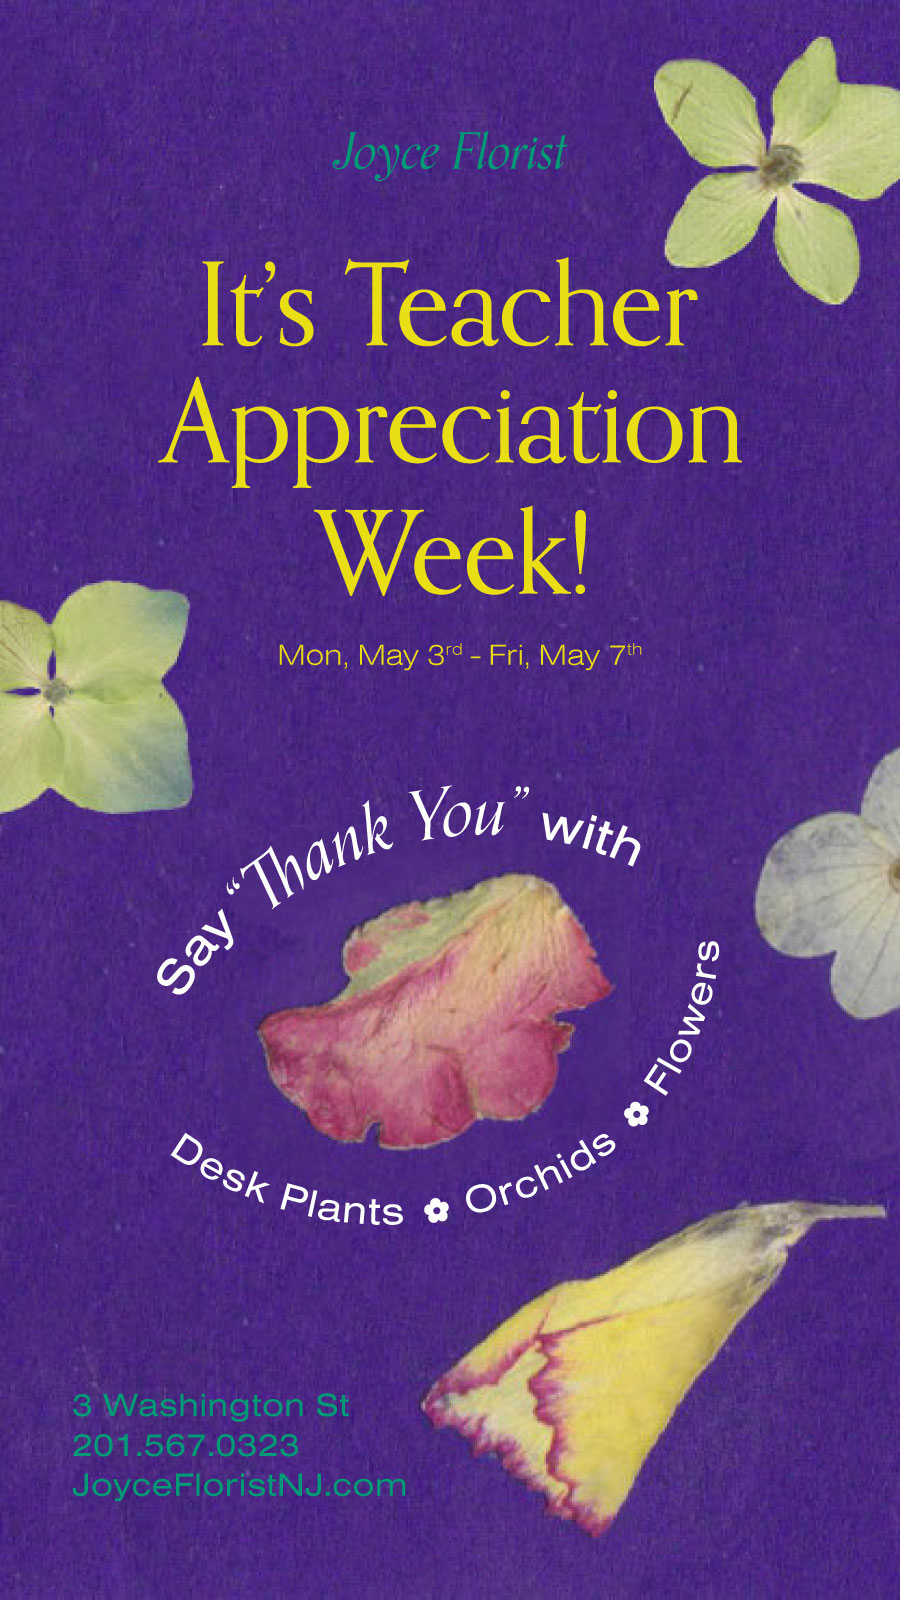 Joyce Florist
It’s Teacher
Appreciation
Week!
Mon, May 3rd - Fri, May 7th
Say “Thank You” with
Desk Plants ✿ Orchids ✿ Flowers
3 Washington St
201.567.0323
JoyceFloristNJ.com